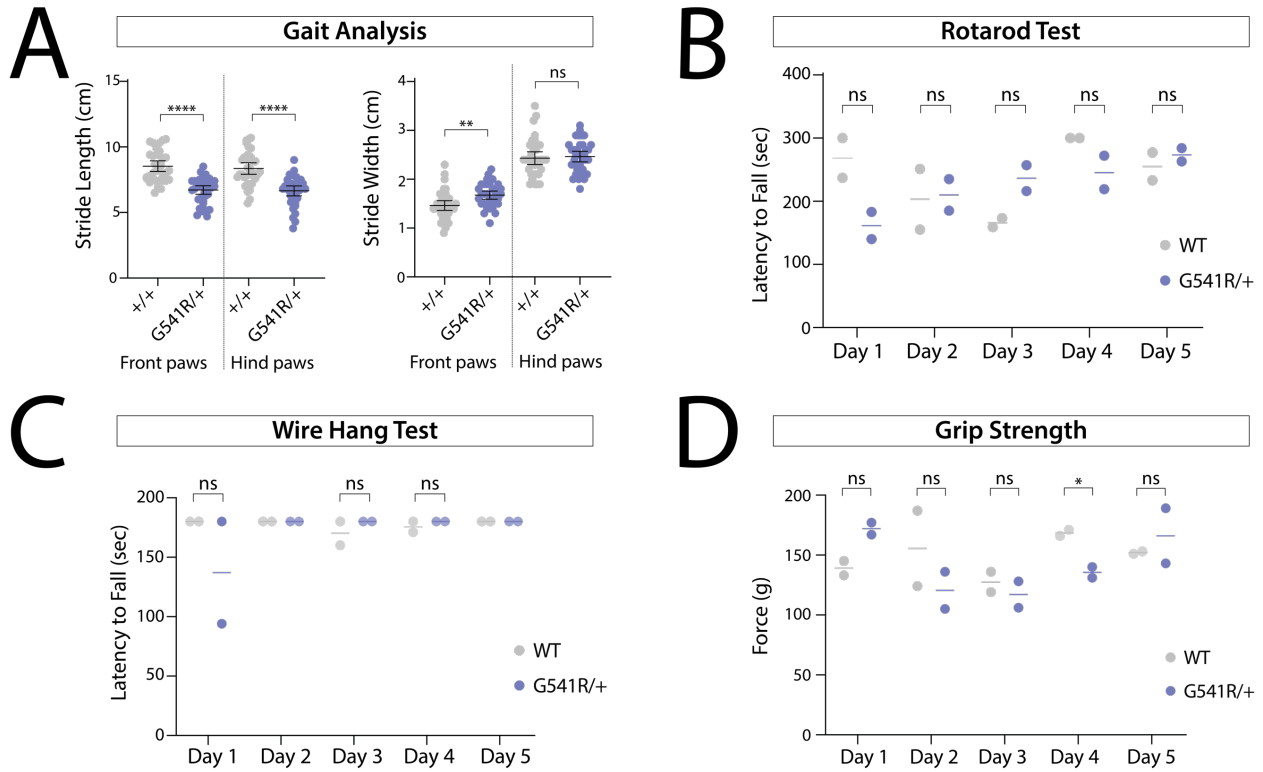 A
Gait Analysis
Stride Length (cm)
15
10
5
0
****
****
+/+
G541R/+
+/+
G541R/+
Front paws
Hind paws
Stride Width (cm)
4
3
2
1
0
**
ns
+/+
G541R/+
+/+
G541R/+
Front paws
Hind paws
B
Rotarod Test
Latency to Fall (sec)
400
300
200
100
0
ns
ns
ns
ns
ns
WT
G541R/+
Day 1
Day 2
Day 3
Day 4
Day 5
C
Wire Hang Test
Latency to Fall (sec)
200
150
100
50
0
ns
ns
ns
WT
G541R/+
Day 1
Day 2
Day 3
Day 4
Day 5
D
Grip Strength
Force (g)
200
150
100
50
0
ns
ns
ns
*
ns
WT
G541R/+
Day 1
Day 2
Day 3
Day 4
Day 5